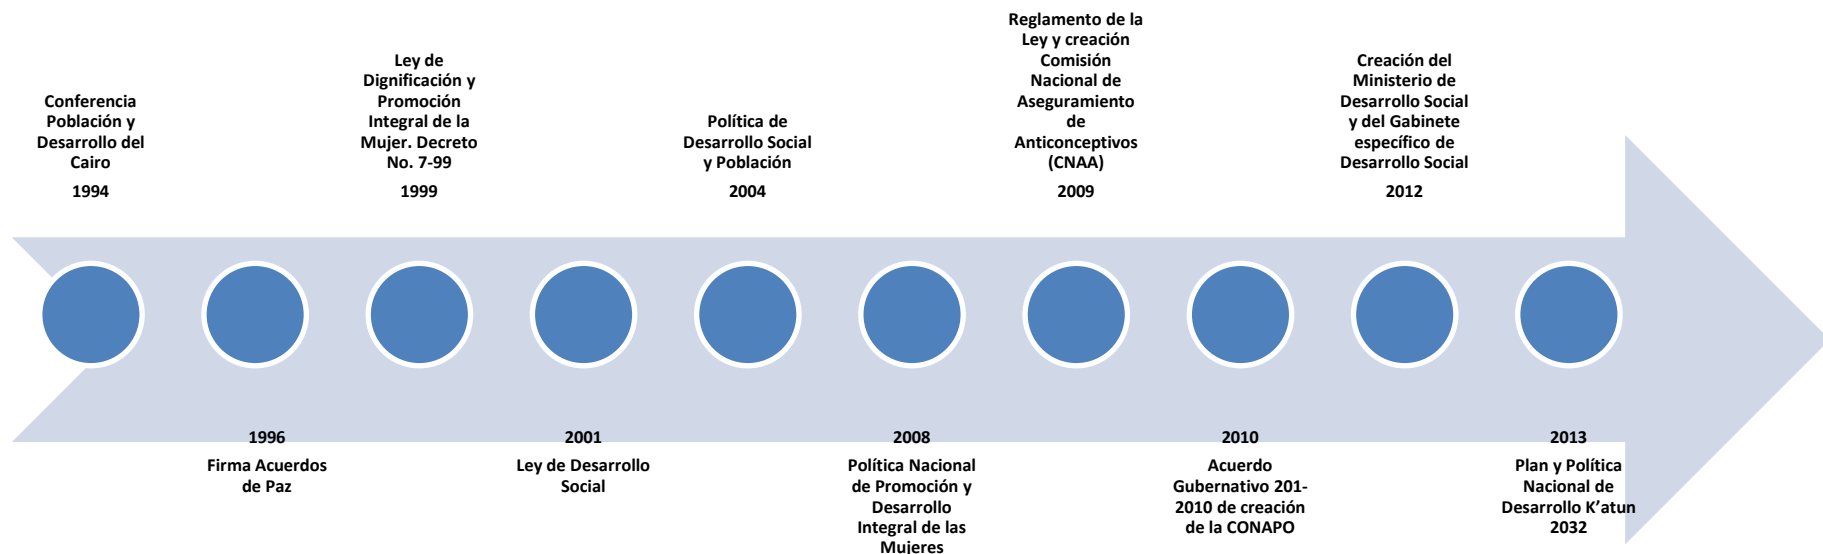 Conferencia
Población y
Desarrollo del
Cairo
1994
1996
Firma Acuerdos
de Paz
Ley de
Dignificación y
Promoción
Integral de la
Mujer. Decreto
No. 7-99
1999
2001
Ley de Desarrollo
Social
Política de
Desarrollo Social
y Población
2004
2008
Política Nacional
de Promoción y
Desarrollo
Integral de las
Mujeres
Reglamento de la
Ley y creación
Comisión
Nacional de
Aseguramiento
de
Anticonceptivos
(CNAA)
2009
2010
Acuerdo
Gubernativo 201-
2010 de creación
de la CONAPO
Creación del
Ministerio de
Desarrollo Social
y del Gabinete
específico de
Desarrollo Social
2012
2013
Plan y Política
Nacional de
Desarrollo K’atun
2032